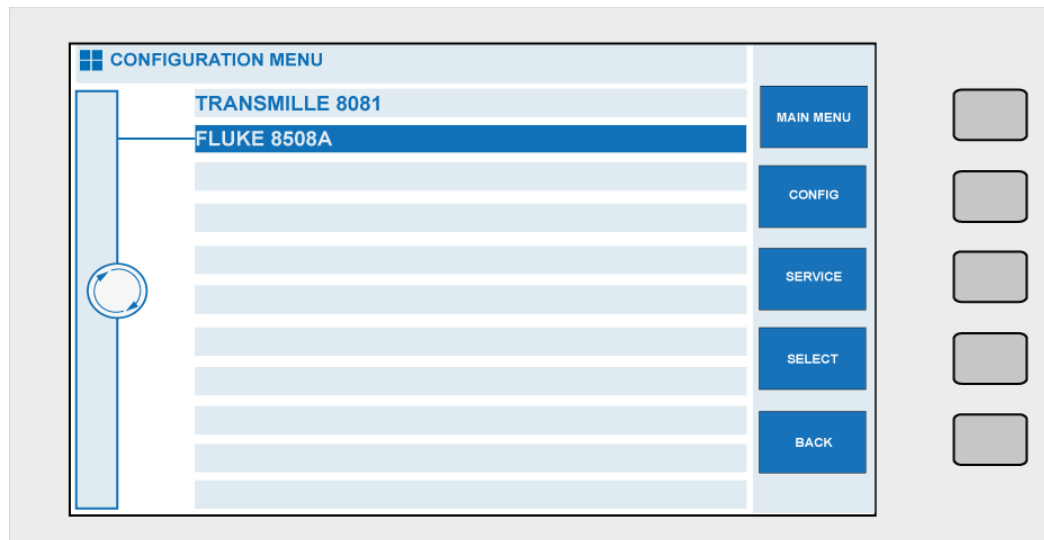 CONFIGURATION MENU
TRANSMILLE 8081
FLUKE 8508A
MAIN MENU
CONFIG
SERVICE
SELECT
BACK